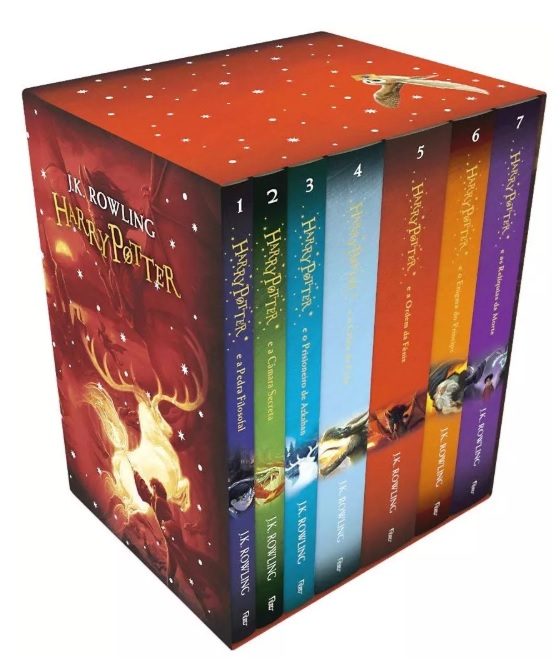 J.K. ROWLING
HARRY POTTER
1
HARRY POTTER
e a Pedra Filosofal
J.K. ROWLING
2
HARRY POTTER
e a Câmara Secreta
J.K. ROWLING
3
HARRY POTTER
e o Prisioneiro de Azkaban
J.K. ROWLING
4
HARRY POTTER
J.K. ROWLING
5
HARRY POTTER
e a Ordem da Fênix
J.K. ROWLING
6
HARRY POTTER
e o Enigma do Príncipe
J.K. ROWLING
7
HARRY POTTER
e as Relíquias da Morte
J.K. ROWLING